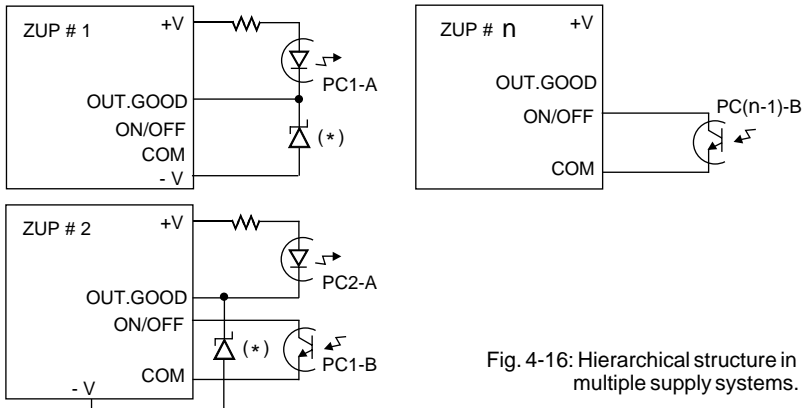 ZUP # 1
+V
PC1-A
OUT.GOOD
ON/OFF
(*)
COM
- V
ZUP # n
+V
OUT.GOOD
ON/OFF
PC(n-1)-B
COM
ZUP # 2
+V
PC2-A
OUT.GOOD
ON/OFF
(*)
PC1-B
COM
- V
Fig. 4-16: Hierarchical structure in
multiple supply systems.